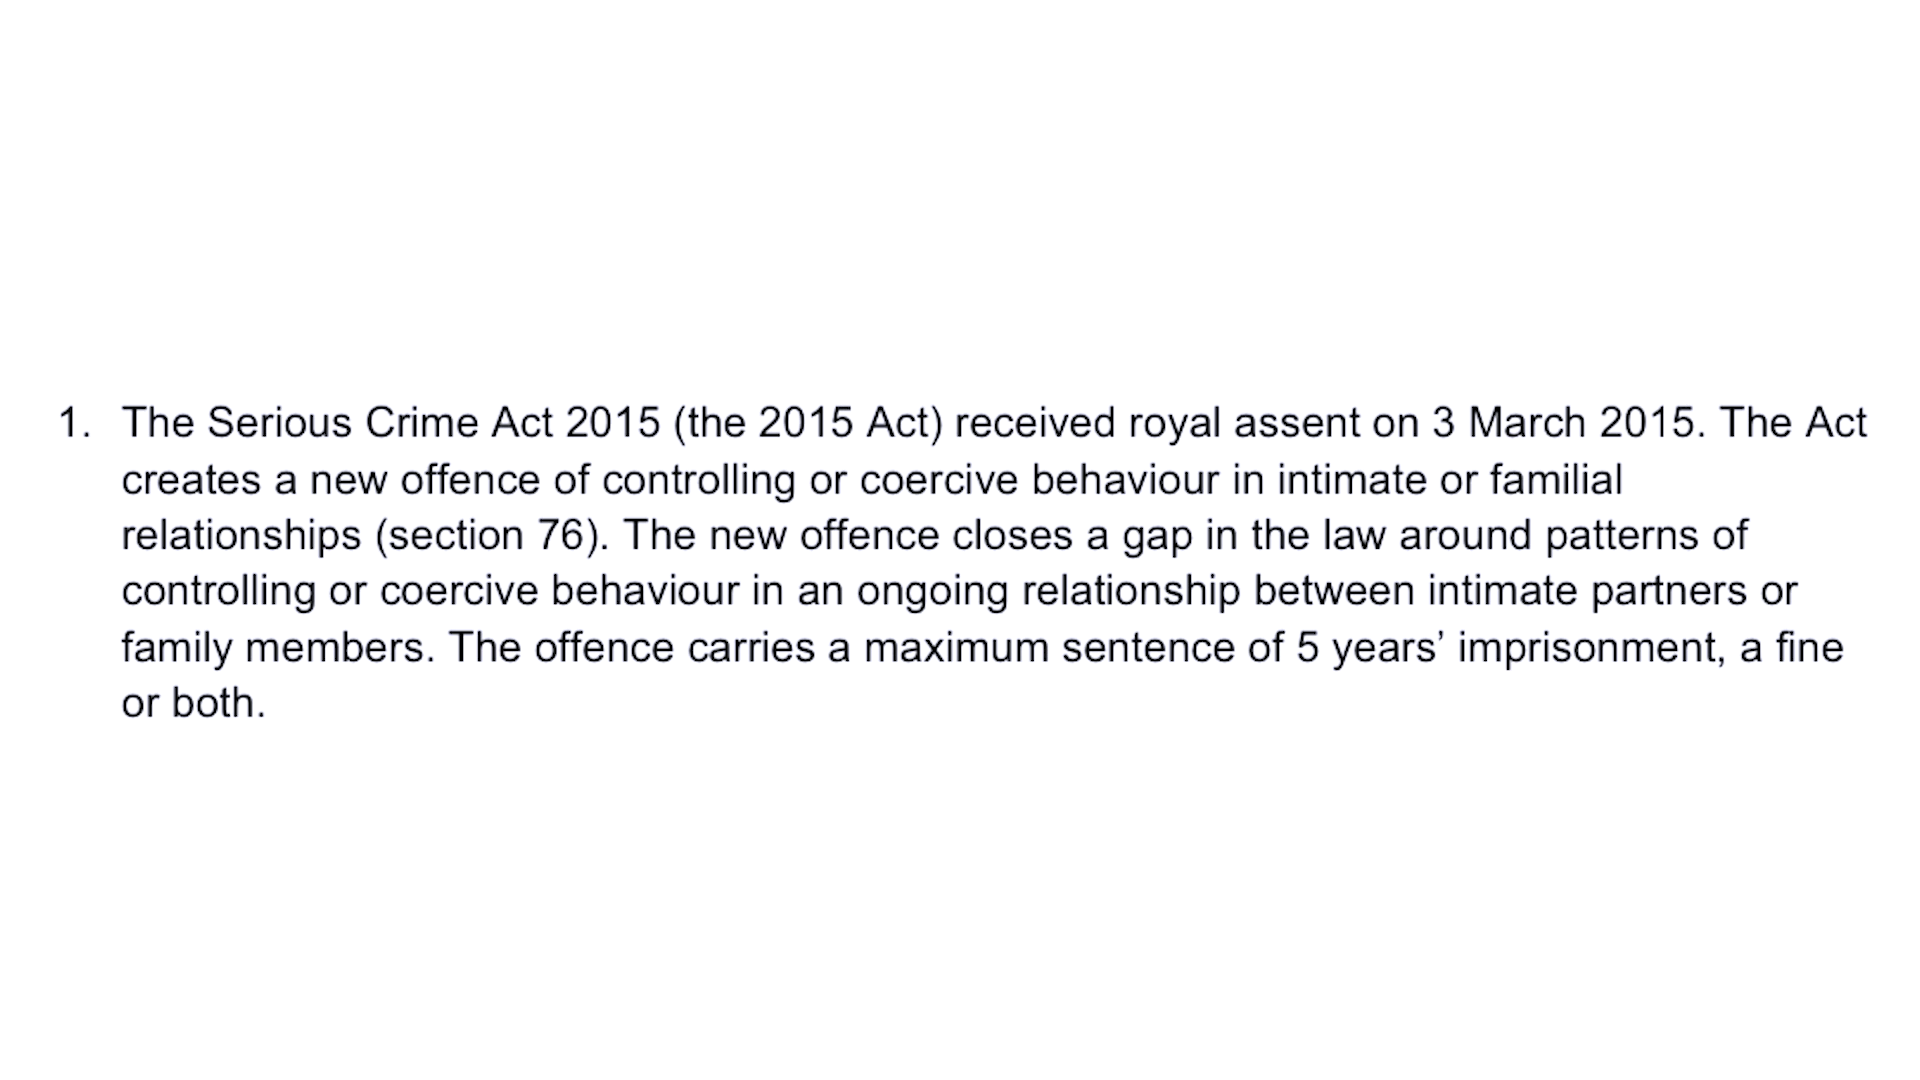 1. The Serious Crime Act 2015 (the 2015 Act) received royal assent on 3 March 2015. The Act
creates a new offence of controlling or coercive behaviour in intimate or familial
relationships (section 76). The new offence closes a gap in the law around patterns of
controlling or coercive behaviour in an ongoing relationship between intimate partners or
family members. The offence carries a maximum sentence of 5 years’ imprisonment, a fine
or both.